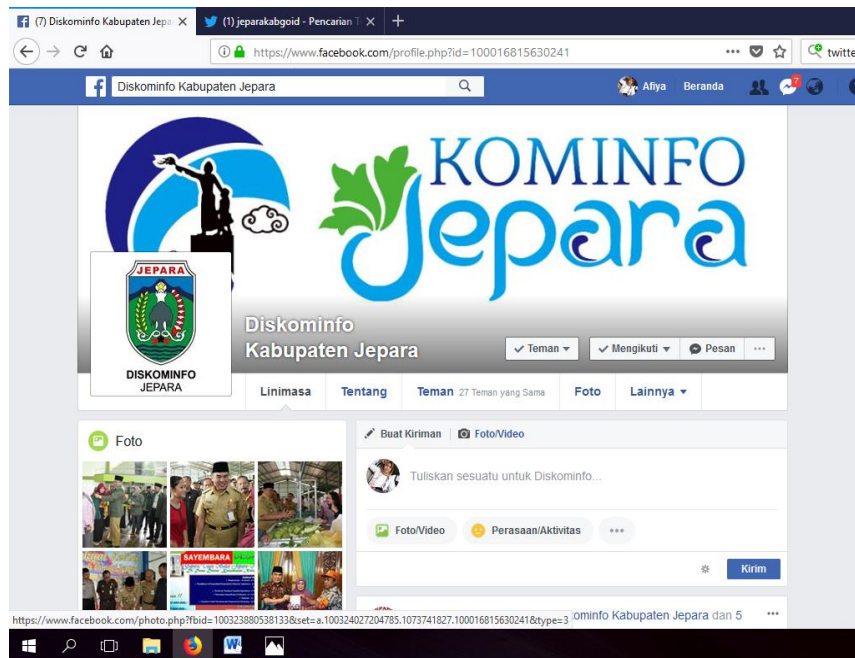 (7) Diskominfo Kabupaten Jepa
(1) jeparakabgoid - Pencarian T
https://www.facebook.com/profile.php?id=100016815630241
twitte
Diskominfo Kabupaten Jepara
Afiya Beranda
7
KOMINFO
Jepara
JEPARA
DISKOMINFO
JEPARA
Diskominfo
Kabupaten Jepara
Teman
Mengikuti
Pesan
Linimasa Tentang Teman 27 Teman yang Sama Foto Lainnya
Foto
Buat Kiriman
Foto/Video
Tuliskan sesuatu untuk Diskominfo...
Foto/Video
Perasaan/Aktivitas
SAYEMBARA
Kirim
https://www.facebook.com/photo.php?fbid=100323880538133&set=a.100324027204785.1073741827.100016815630241&type=3
ominfo Kabupaten Jepara dan 5